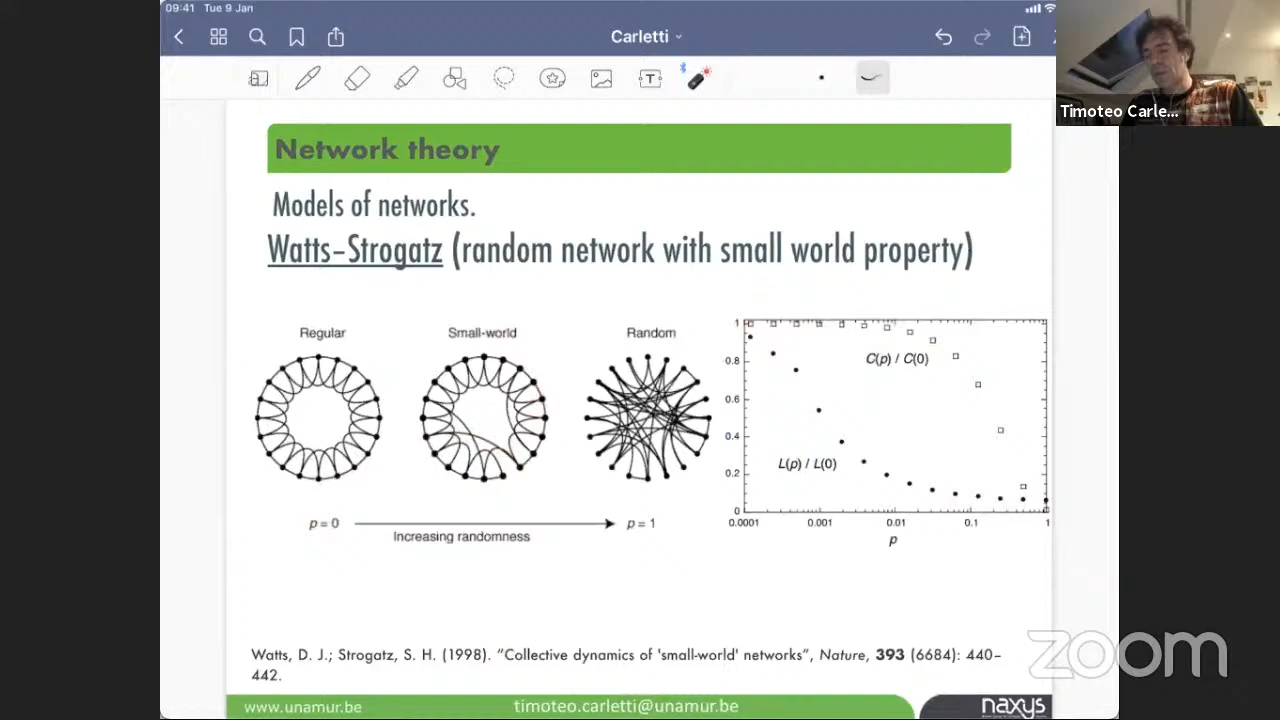 09:41 Tue 9 Jan
Carletti
Timoteo Carle...
Network theory
Models of networks.
Watts-Strogatz (random network with small world property)
Regular
Small-world
Random
p = 0
p = 1
Increasing randomness
1
0.8
0.6
0.4
0.2
0
C(p) / C(0)
L(p) / L(0)
0.0001
0.001
0.01
0.1
1
p
Watts, D. J.; Strogatz, S. H. (1998). "Collective dynamics of 'small-world' networks", Nature, 393 (6684): 440–
442.
www.unamur.be
timoteo.carletti@unamur.be
naxys
zoom